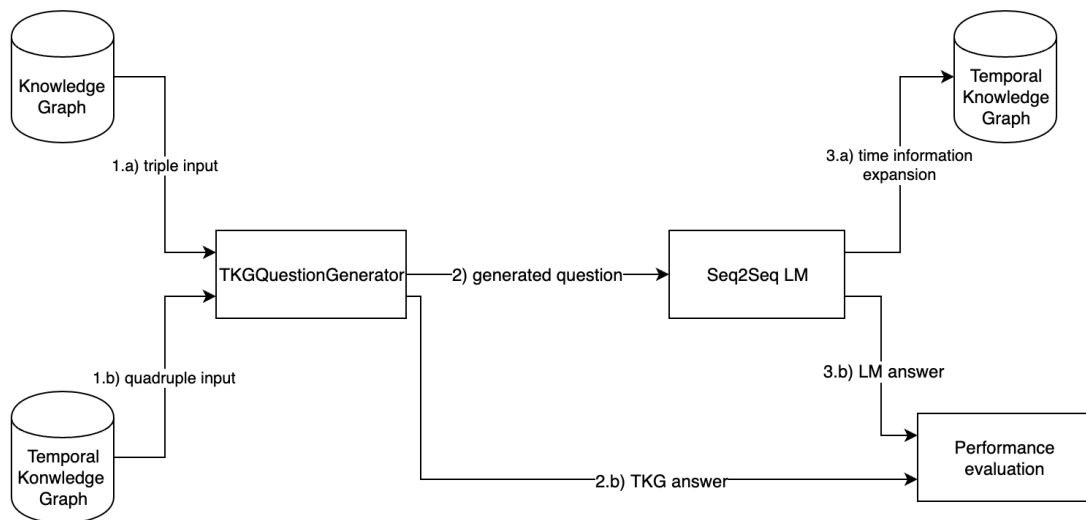 Knowledge
Graph
Temporal
Knowledge
Graph
1.a) triple input
3.a) time information
expansion
TKGQuestionGenerator
2) generated question
Seq2Seq LM
1.b) quadruple input
3.b) LM answer
Temporal
Konwledge
Graph
2.b) TKG answer
Performance
evaluation